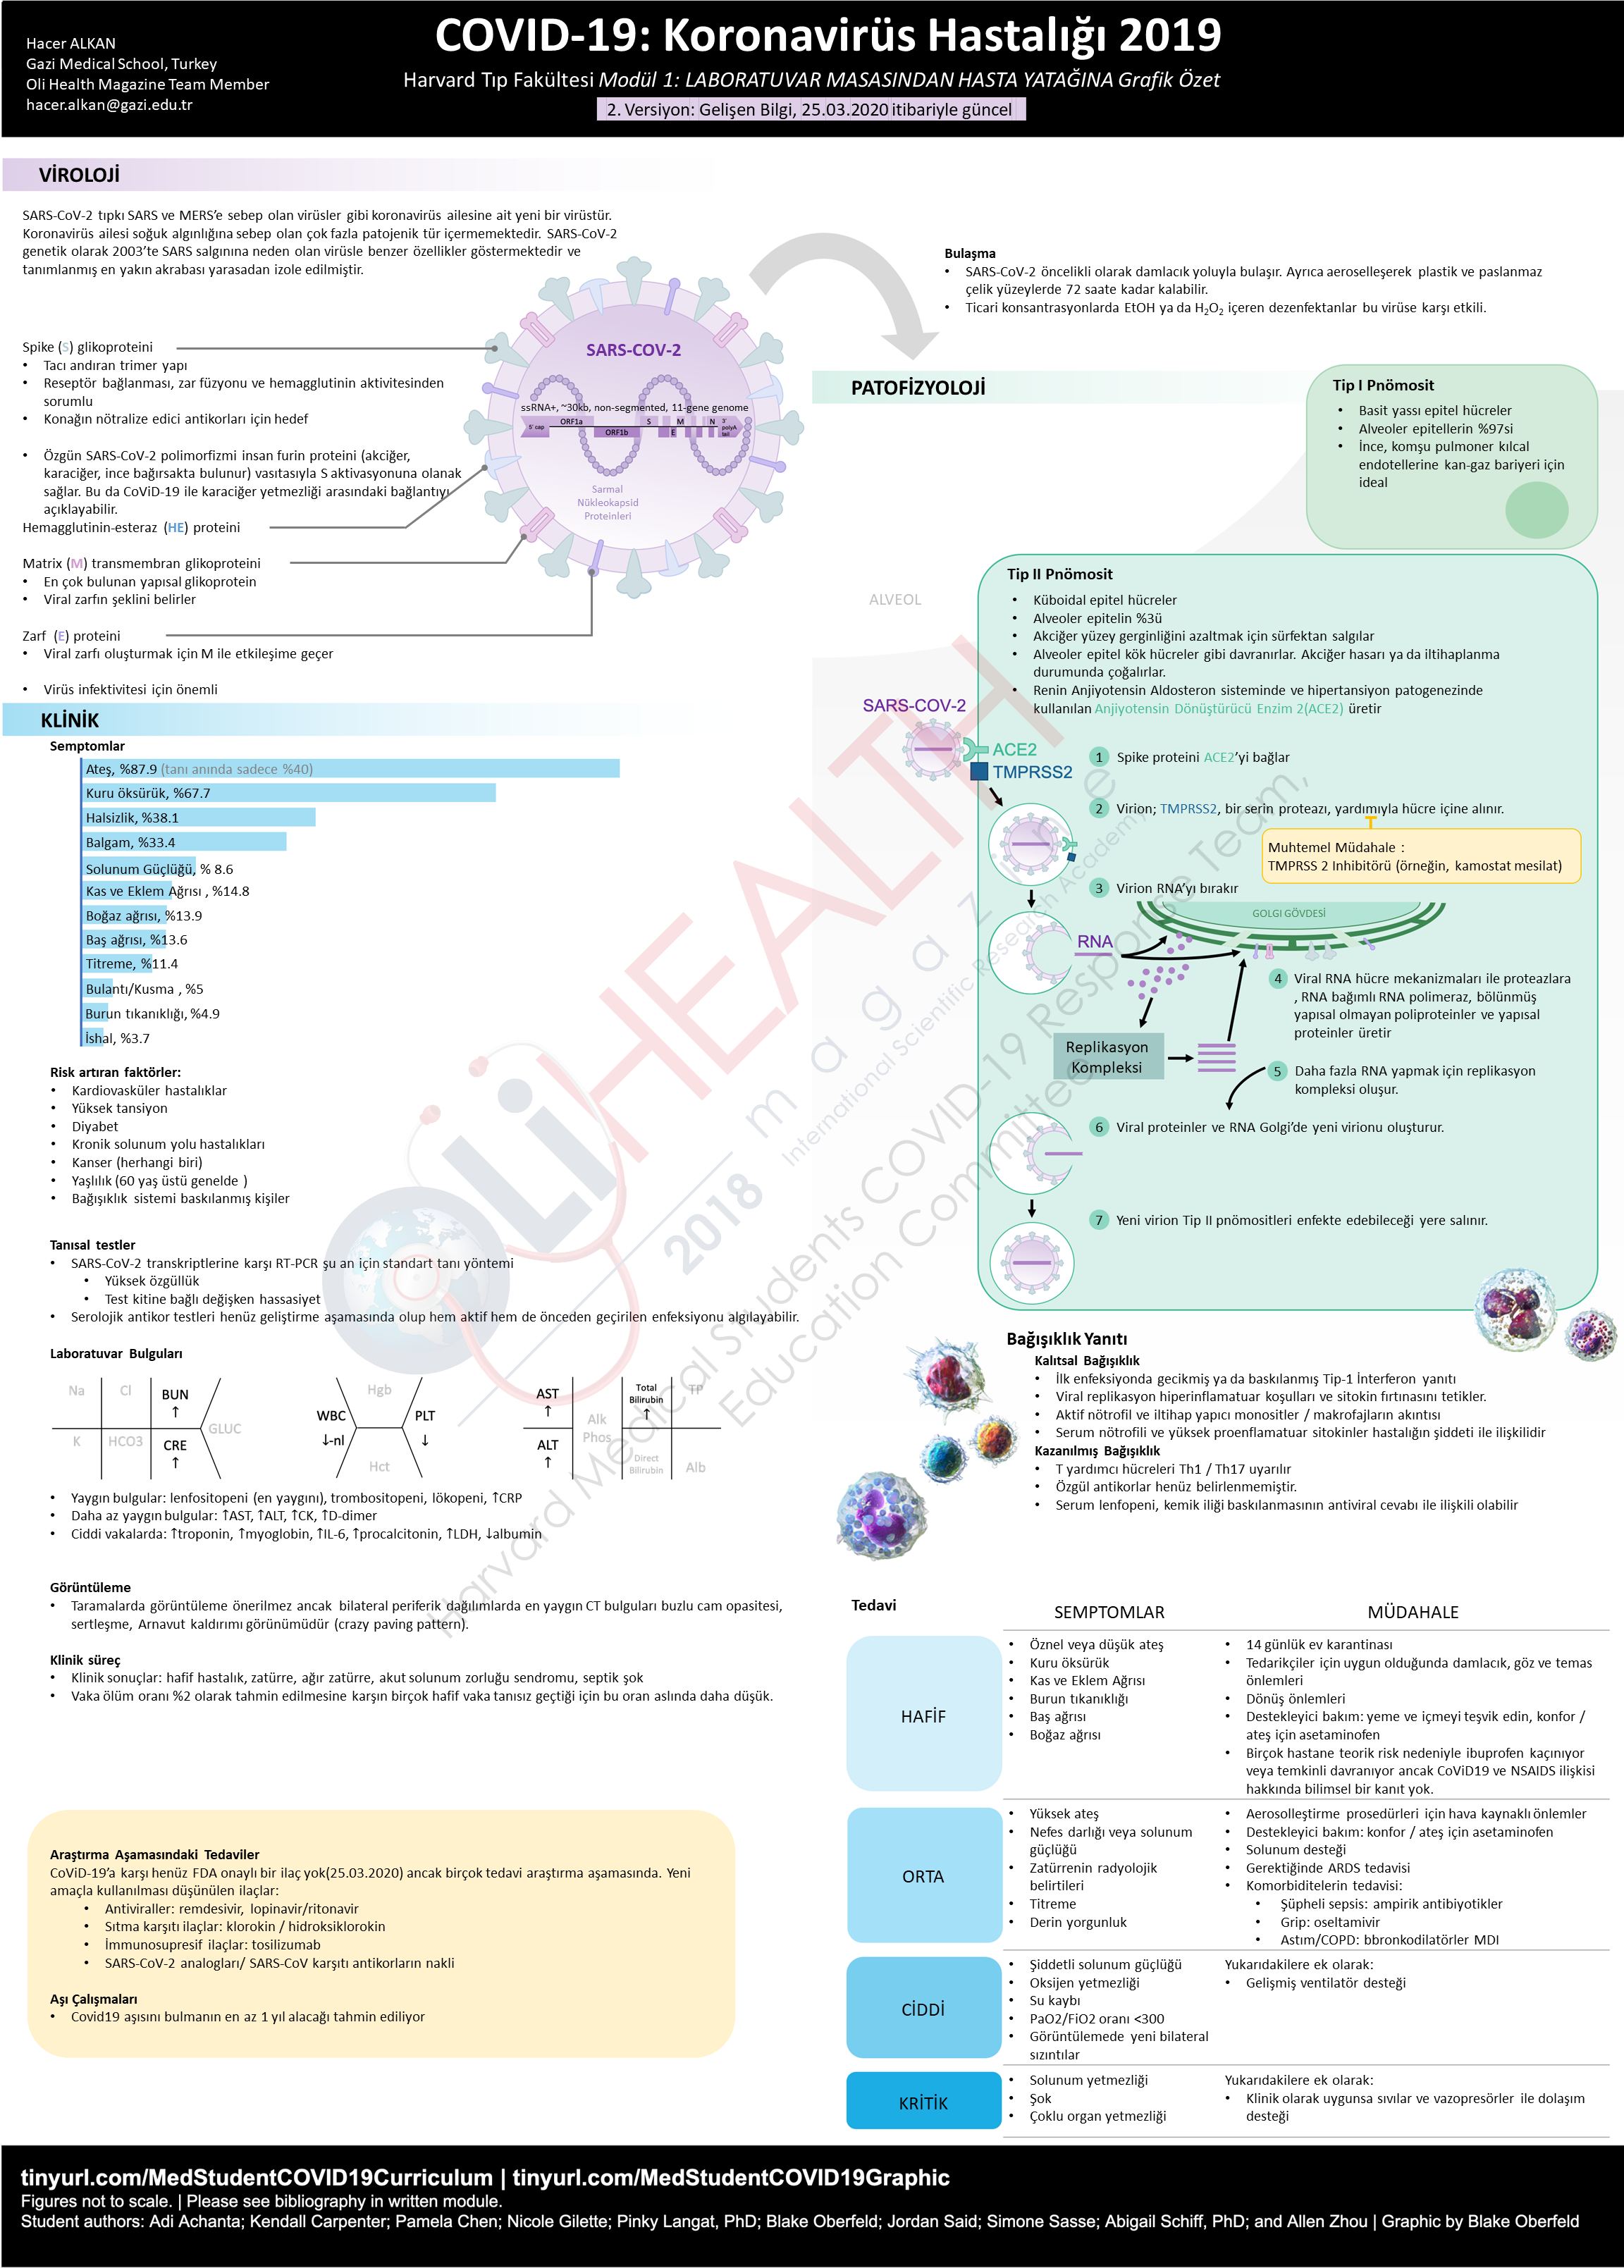 Hacer ALKAN
Gazi Medical School, Turkey
Oli Health Magazine Team Member
hacer.alkan@gazi.edu.tr
COVID-19: Koronavirüs Hastalığı 2019
Harvard Tıp Fakültesi Modül 1: LABORATUVAR MASASINDAN HASTA YATAĞINA Grafik Özet
2. Versiyon: Gelişen Bilgi, 25.03.2020 itibariyle güncel
VİROLOJİ
SARS-CoV-2 tıpkı SARS ve MERS'e sebep olan virüsler gibi koronavirüs ailesine ait yeni bir virüstür.
Koronavirüs ailesi soğuk algınlığına sebep olan çok fazla patojenik tür içermemektedir. SARS-CoV-2
genetik olarak 2003'te SARS salgınına neden olan virüsle benzer özellikler göstermektedir ve
tanımlanmış en yakın akrabası yarasadan izole edilmiştir.
Spike (S) glikoproteini
• Tacı andıran trimer yapı
• Reseptör bağlanması, zar füzyonu ve hemagglutinin aktivitesinden
sorumlu
• Konağın nötralize edici antikorları için hedef
• Özgün SARS-CoV-2 polimorfizmi insan furin proteini (akciğer,
karaciğer, ince bağırsakta bulunur) vasıtasıyla S aktivasyonuna olanak
sağlar. Bu da CoViD-19 ile karaciğer yetmezliği arasındaki bağlantıyı
açıklayabilir.
Hemagglutinin-esteraz (HE) proteini
Matrix (M) transmembran glikoproteini
• En çok bulunan yapısal glikoprotein
• Viral zarfın şeklini belirler
Zarf (E) proteini
• Viral zarfı oluşturmak için M ile etkileşime geçer
• Virüs infektivitesi için önemli
SARS-COV-2
ssRNA+, ~30kb, non-segmented, 11-gene genome
5' cap
ORF1a
ORF1b
S
E
M
N
3' polyA tail
Sarmal
Nükleokapsid
Proteinleri
Bulaşma
• SARS-CoV-2 öncelikli olarak damlacık yoluyla bulaşır. Ayrıca aeroselleşerek plastik ve paslanmaz
çelik yüzeylerde 72 saate kadar kalabilir.
• Ticari konsantrasyonlarda EtOH ya da H2O2 içeren dezenfektanlar bu virüse karşı etkili.
PATOFİZYOLOJİ
Tip I Pnömosit
• Basit yassı epitel hücreler
• Alveoler epitellerin %97si
• İnce, komşu pulmoner kılcal
endotellerine kan-gaz bariyeri için
ideal
ALVEOL
Tip II Pnömosit
• Küboidal epitel hücreler
• Alveoler epitelin %3ü
• Akciğer yüzey gerginliğini azaltmak için sürfektan salgılar
• Alveoler epitel kök hücreler gibi davranırlar. Akciğer hasarı ya da iltihaplanma
durumunda çoğalırlar.
• Renin Anjiyotensin Aldosteron sisteminde ve hipertansiyon patogenezinde
kullanılan Anjiyotensin Dönüştürücü Enzim 2(ACE2) üretir
SARS-COV-2
ACE2
TMPRSS2
1 Spike proteini ACE2'yi bağlar
2 Virion; TMPRSS2, bir serin proteazı, yardımıyla hücre içine alınır.
Muhtemel Müdahale :
TMPRSS 2 Inhibitörü (örneğin, kamostat mesilat)
3 Virion RNA'yı bırakır
GOLGI GÖVDESİ
RNA
4 Viral RNA hücre mekanizmaları ile proteazlara
, RNA bağımlı RNA polimeraz, bölünmüş
yapısal olmayan poliproteinler ve yapısal
proteinler üretir
Replikasyon
Kompleksi
5 Daha fazla RNA yapmak için replikasyon
kompleksi oluşur.
6 Viral proteinler ve RNA Golgi'de yeni virionu oluşturur.
7 Yeni virion Tip II pnömositleri enfekte edebileceği yere salınır.
KLİNİK
Semptomlar
Ateş, %87.9 (tanı anında sadece %40)
Kuru öksürük, %67.7
Halsizlik, %38.1
Balgam, %33.4
Solunum Güçlüğü, % 8.6
Kas ve Eklem Ağrısı , %14.8
Boğaz ağrısı, %13.9
Baş ağrısı, %13.6
Titreme, %11.4
Bulantı/Kusma , %5
Burun tıkanıklığı, %4.9
İshal, %3.7
Risk artıran faktörler:
• Kardiovasküler hastalıklar
• Yüksek tansiyon
• Diyabet
• Kronik solunum yolu hastalıkları
• Kanser (herhangi biri)
• Yaşlılık (60 yaş üstü genelde )
• Bağışıklık sistemi baskılanmış kişiler
Tanısal testler
• SARS-CoV-2 transkriptlerine karşı RT-PCR şu an için standart tanı yöntemi
• Yüksek özgüllük
• Test kitine bağlı değişken hassasiyet
• Serolojik antikor testleri henüz geliştirme aşamasında olup hem aktif hem de önceden geçirilen enfeksiyonu algılayabilir.
Laboratuvar Bulguları
Na Cl BUN ↑ GLUC
K HCO3 CRE ↑
Hgb
WBC ↓-nl PLT ↓
Hct
AST ↑ Alk Phos Total Bilirubin ↑ TP
ALT ↑ Direct Bilirubin Alb
• Yaygın bulgular: lenfositopeni (en yaygını), trombositopeni, lökopeni, ↑CRP
• Daha az yaygın bulgular: ↑AST, ↑ALT, ↑CK, ↑D-dimer
• Ciddi vakalarda: ↑troponin, ↑myoglobin, ↑IL-6, ↑procalcitonin, ↑LDH, ↓albumin
Görüntüleme
• Taramalarda görüntüleme önerilmez ancak bilateral periferik dağılımlarda en yaygın CT bulguları buzlu cam opasitesi,
sertleşme, Arnavut kaldırımı görünümüdür (crazy paving pattern).
Klinik süreç
• Klinik sonuçlar: hafif hastalık, zatürre, ağır zatürre, akut solunum zorluğu sendromu, septik şok
• Vaka ölüm oranı %2 olarak tahmin edilmesine karşın birçok hafif vaka tanısız geçtiği için bu oran aslında daha düşük.
Araştırma Aşamasındaki Tedaviler
CoViD-19'a karşı henüz FDA onaylı bir ilaç yok(25.03.2020) ancak birçok tedavi araştırma aşamasında. Yeni
amaçla kullanılması düşünülen ilaçlar:
• Antiviraller: remdesivir, lopinavir/ritonavir
• Sıtma karşıtı ilaçlar: klorokin / hidroksiklorokin
• İmmunosupresif ilaçlar: tosilizumab
• SARS-CoV-2 analogları/ SARS-CoV karşıtı antikorların nakli
Aşı Çalışmaları
• Covid19 aşısını bulmanın en az 1 yıl alacağı tahmin ediliyor
Bağışıklık Yanıtı
Kalıtsal Bağışıklık
• İlk enfeksiyonda gecikmiş ya da baskılanmış Tip-1 İnterferon yanıtı
• Viral replikasyon hiperinflamatuar koşulları ve sitokin fırtınasını tetikler.
• Aktif nötrofil ve iltihap yapıcı monositler / makrofajların akıntısı
• Serum nötrofili ve yüksek proenflamatuar sitokinler hastalığın şiddeti ile ilişkilidir
Kazanılmış Bağışıklık
• T yardımcı hücreleri Th1 / Th17 uyarılır
• Özgül antikorlar henüz belirlenmemiştir.
• Serum lenfopeni, kemik iliği baskılanmasının antiviral cevabı ile ilişkili olabilir
Tedavi
SEMPTOMLAR
MÜDAHALE
HAFİF
• Öznel veya düşük ateş
• Kuru öksürük
• Kas ve Eklem Ağrısı
• Burun tıkanıklığı
• Baş ağrısı
• Boğaz ağrısı
• 14 günlük ev karantinası
• Tedarikçiler için uygun olduğunda damlacık, göz ve temas
önlemleri
• Dönüş önlemleri
• Destekleyici bakım: yeme ve içmeyi teşvik edin, konfor /
ateş için asetaminofen
• Birçok hastane teorik risk nedeniyle ibuprofen kaçınıyor
veya temkinli davranıyor ancak CoViD19 ve NSAIDS ilişkisi
hakkında bilimsel bir kanıt yok.
ORTA
• Yüksek ateş
• Nefes darlığı veya solunum
güçlüğü
• Zatürrenin radyolojik
belirtileri
• Titreme
• Derin yorgunluk
• Aerosolleştirme prosedürleri için hava kaynaklı önlemler
• Destekleyici bakım: konfor / ateş için asetaminofen
• Solunum desteği
• Gerektiğinde ARDS tedavisi
• Komorbiditelerin tedavisi:
• Şüpheli sepsis: ampirik antibiyotikler
• Grip: oseltamivir
• Astım/COPD: bbronkodilatörler MDI
CİDDİ
• Şiddetli solunum güçlüğü
• Oksijen yetmezliği
• Su kaybı
• PaO2/FiO2 oranı <300
• Görüntülemede yeni bilateral
sızıntılar
Yukarıdakilere ek olarak:
• Gelişmiş ventilatör desteği
KRİTİK
• Solunum yetmezliği
• Şok
• Çoklu organ yetmezliği
Yukarıdakilere ek olarak:
• Klinik olarak uygunsa sıvılar ve vazopresörler ile dolaşım
desteği
OLiHEALTH
magazine
2018
International Scientific Research Academy,
Harvard Medical Students COVID-19 Response Team,
Education Committee
tinyurl.com/MedStudentCOVID19Curriculum | tinyurl.com/MedStudentCOVID19Graphic
Figures not to scale. | Please see bibliography in written module.
Student authors: Adi Achanta; Kendall Carpenter; Pamela Chen; Nicole Gilette; Pinky Langat, PhD; Blake Oberfeld; Jordan Said; Simone Sasse; Abigail Schiff, PhD; and Allen Zhou | Graphic by Blake Oberfeld